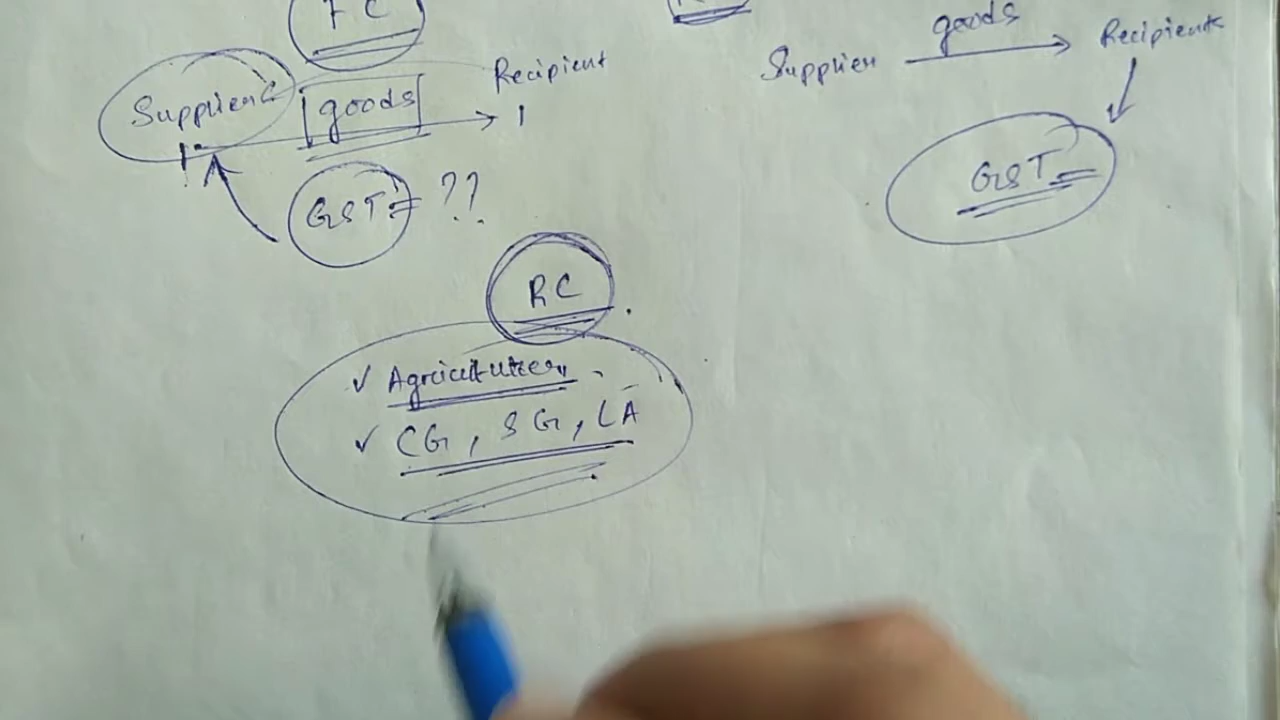 FC
Supplier goods Recipient
GST = ??
Supplier goods Recipient
GST
RC
✓ Agriculturer
✓ CG, SG, LA